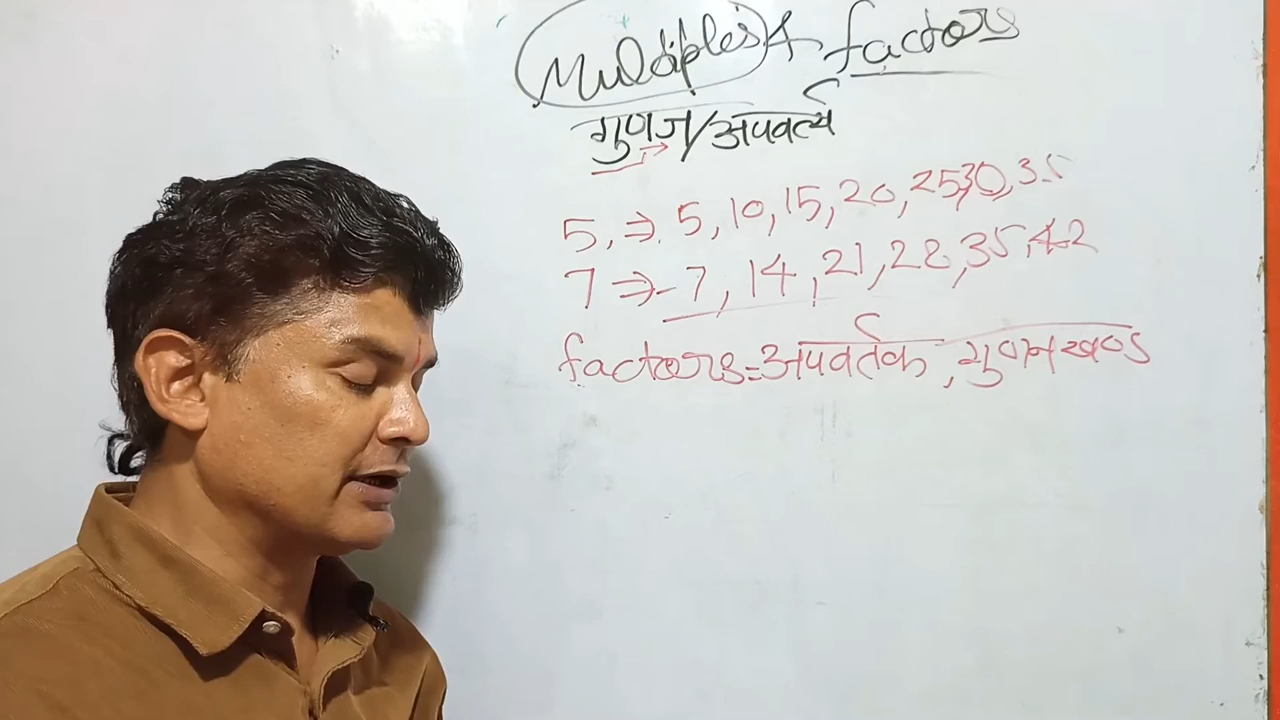 Multiples & factors
गुणज/अपवर्त्य
5, ⇒ 5, 10, 15, 20, 25, 30, 35
7 ⇒ 7, 14, 21, 28, 35, 42
factors = अपवर्तक, गुणनखण्ड